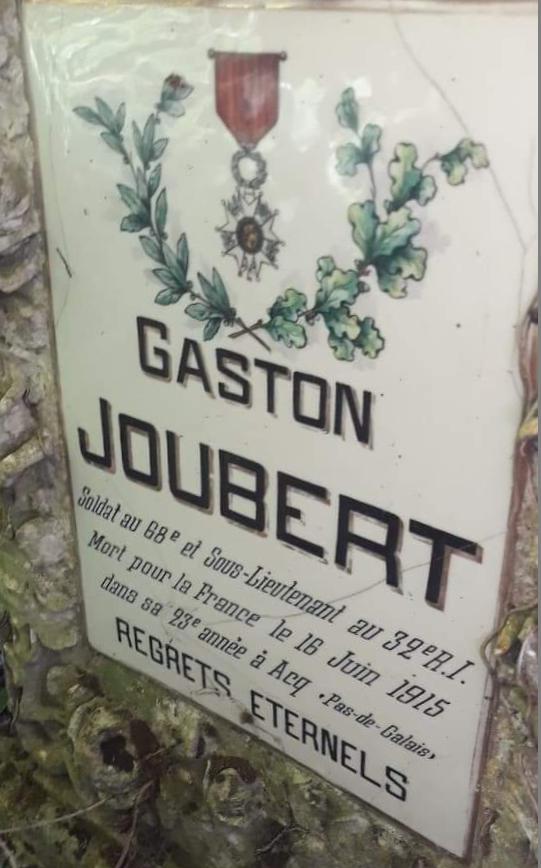 GASTON
JOUBERT
Soldat au 68e et Sous-Lieutenant au 32e R.I.
Mort pour la France le 16 Juin 1915
dans sa 23e année à Acq (Pas-de-Calais)
REGRETS ETERNELS